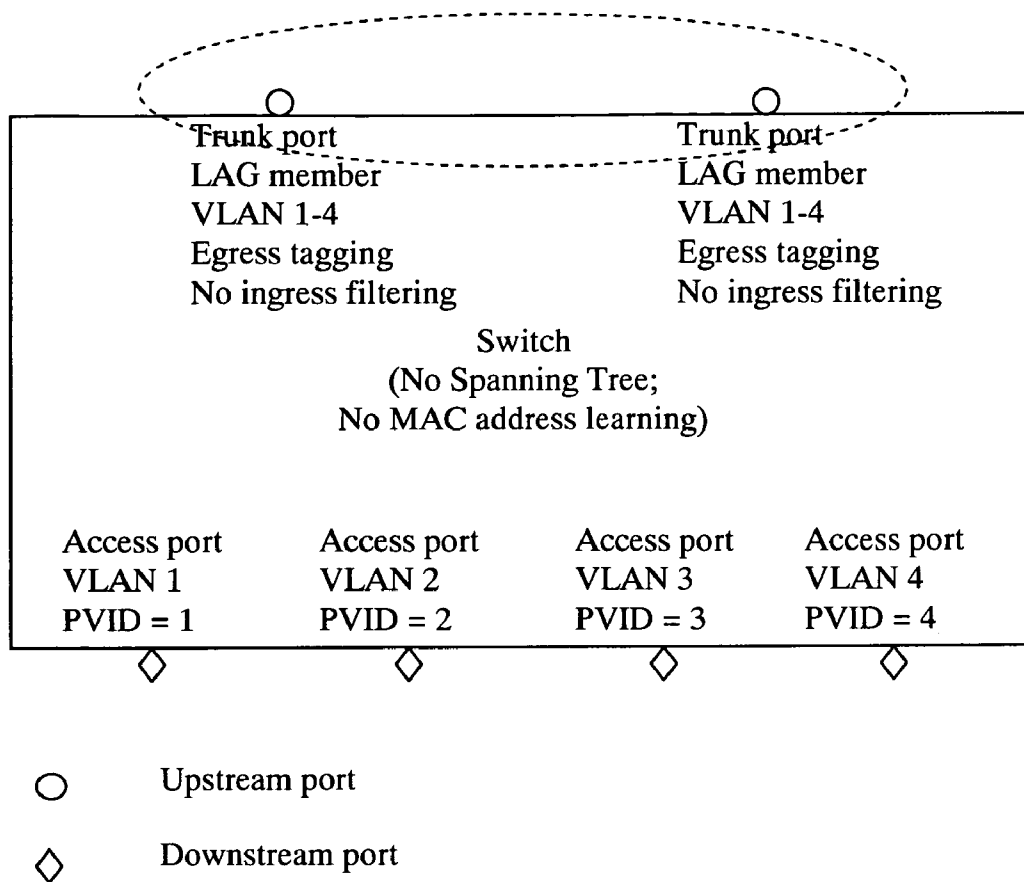 Trunk port
LAG member
VLAN 1-4
Egress tagging
No ingress filtering
Trunk port
LAG member
VLAN 1-4
Egress tagging
No ingress filtering
Switch
(No Spanning Tree;
No MAC address learning)
Access port
VLAN 1
PVID = 1
Access port
VLAN 2
PVID = 2
Access port
VLAN 3
PVID = 3
Access port
VLAN 4
PVID = 4
Upstream port
Downstream port